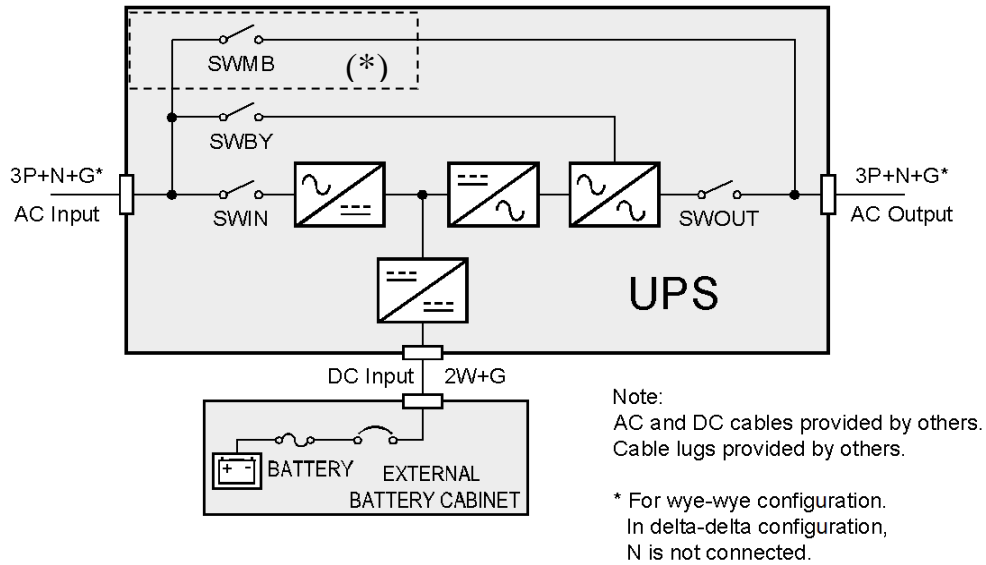 SWMB
(*)
SWBY
3P+N+G*
AC Input
SWIN
SWOUT
3P+N+G*
AC Output
UPS
DC Input
2W+G
BATTERY
EXTERNAL
BATTERY CABINET
Note:
AC and DC cables provided by others.
Cable lugs provided by others.
* For wye-wye configuration.
In delta-delta configuration,
N is not connected.